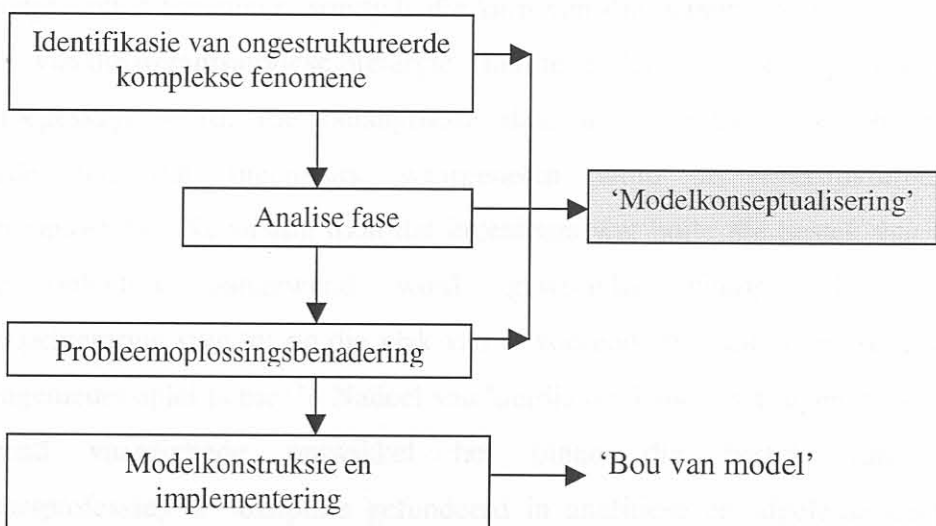 Identifikasie van ongestruktureerde
komplekse fenomene
Analise fase
'Modelkonseptualisering'
Probleemoplossingsbenadering
Modelkonstruksie en
implementering
'Bou van model'